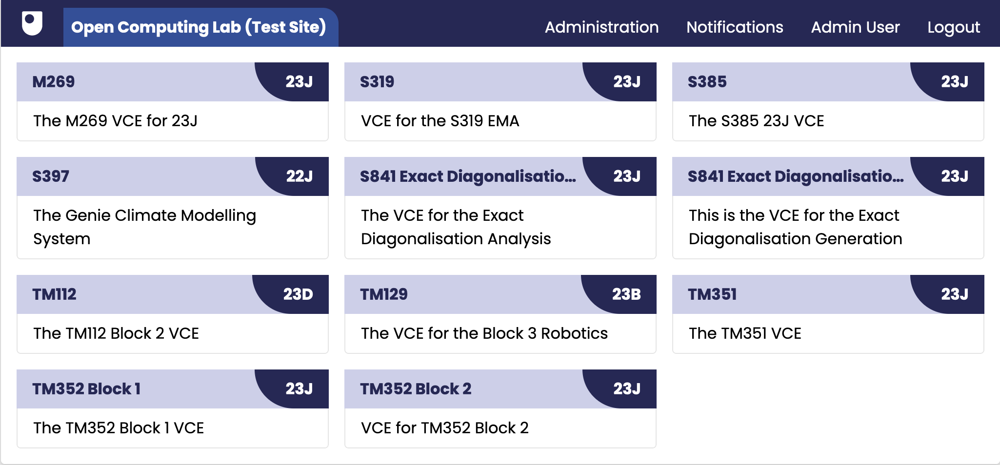 Open Computing Lab (Test Site)
Administration
Notifications
Admin User
Logout
M269
23J
The M269 VCE for 23J
S319
23J
VCE for the S319 EMA
S385
23J
The S385 23J VCE
S397
22J
The Genie Climate Modelling
System
S841 Exact Diagonalisatio...
23J
The VCE for the Exact
Diagonalisation Analysis
S841 Exact Diagonalisatio...
23J
This is the VCE for the Exact
Diagonalisation Generation
TM112
23D
The TM112 Block 2 VCE
TM129
23B
The VCE for the Block 3 Robotics
TM351
23J
The TM351 VCE
TM352 Block 1
23J
The TM352 Block 1 VCE
TM352 Block 2
23J
VCE for TM352 Block 2